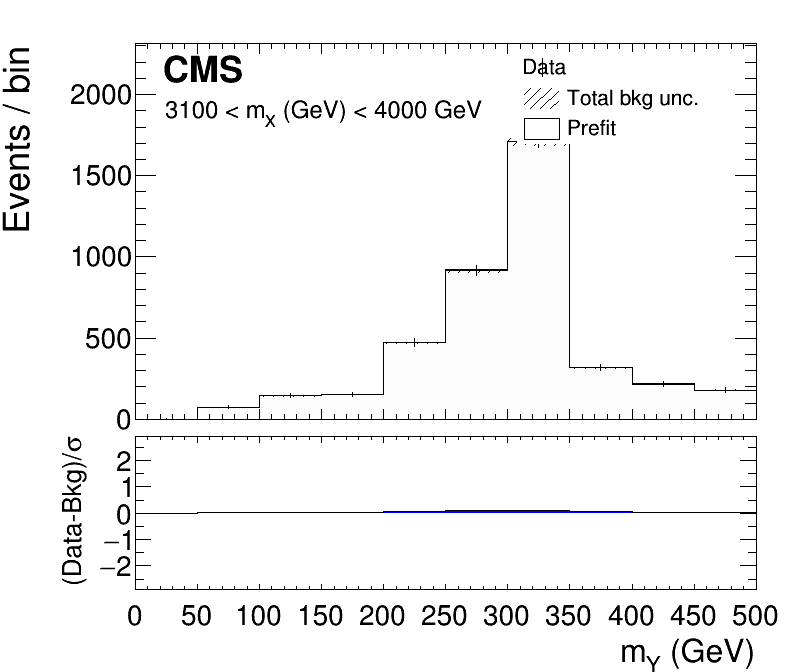 CMS
3100 < mX (GeV) < 4000 GeV
Data
Total bkg unc.
Prefit
Events / bin
2000
1500
1000
500
0
(Data-Bkg)/σ
2
1
0
−1
−2
0 50 100 150 200 250 300 350 400 450 500
mY (GeV)